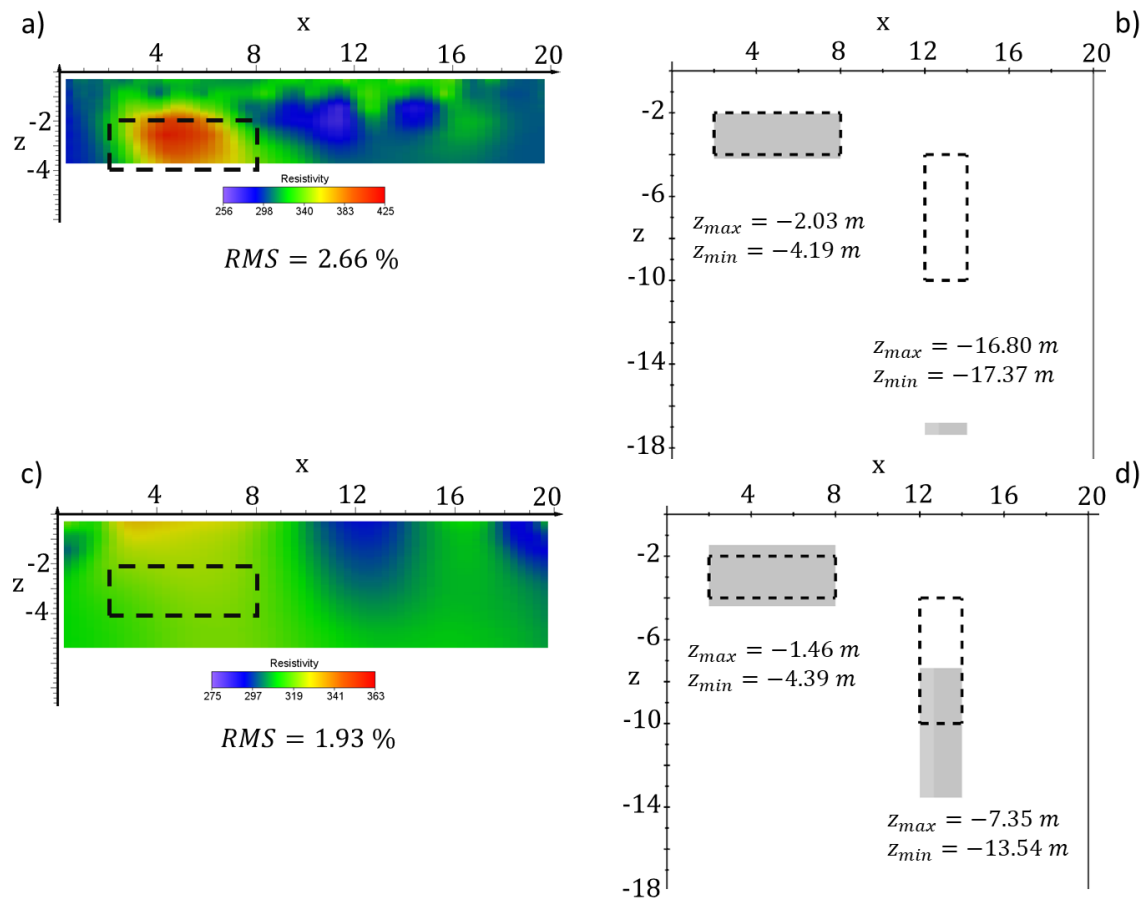 a)
x
4 8 12 16 20
-2
z
-4
Resistivity
256 298 340 383 425
RMS = 2.66 %
b)
x
4 8 12 16 20
-2
-6
z
-10
-14
-18
z_max = −2.03 m
z_min = −4.19 m
z_max = −16.80 m
z_min = −17.37 m
c)
x
4 8 12 16 20
-2
z
-4
Resistivity
275 297 319 341 363
RMS = 1.93 %
d)
x
4 8 12 16 20
-2
-6
z
-10
-14
-18
z_max = −1.46 m
z_min = −4.39 m
z_max = −7.35 m
z_min = −13.54 m